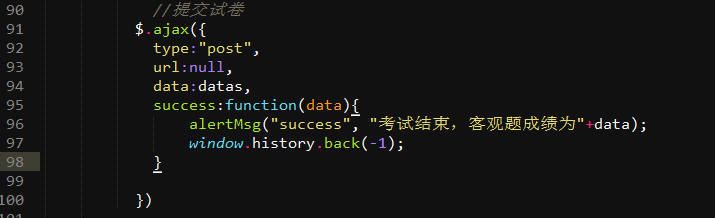 90 //提交试卷
91 $.ajax({
92 type:"post",
93 url:null,
94 data:datas,
95 success:function(data){
96 alertMsg("success", "考试结束，客观题成绩为"+data);
97 window.history.back(-1);
98 }
99
100 })